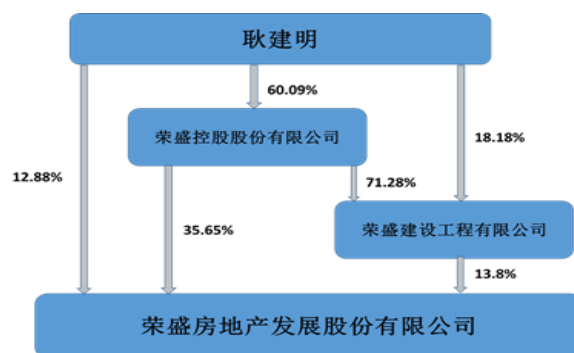 耿建明
60.09%
荣盛控股股份有限公司
18.18%
12.88%
71.28%
35.65%
荣盛建设工程有限公司
13.8%
荣盛房地产发展股份有限公司